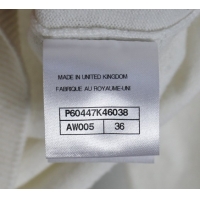 MADE IN UNITED KINGDOM
FABRIQUE AU ROYAUME-UNI
P60447K46038
AW005 36